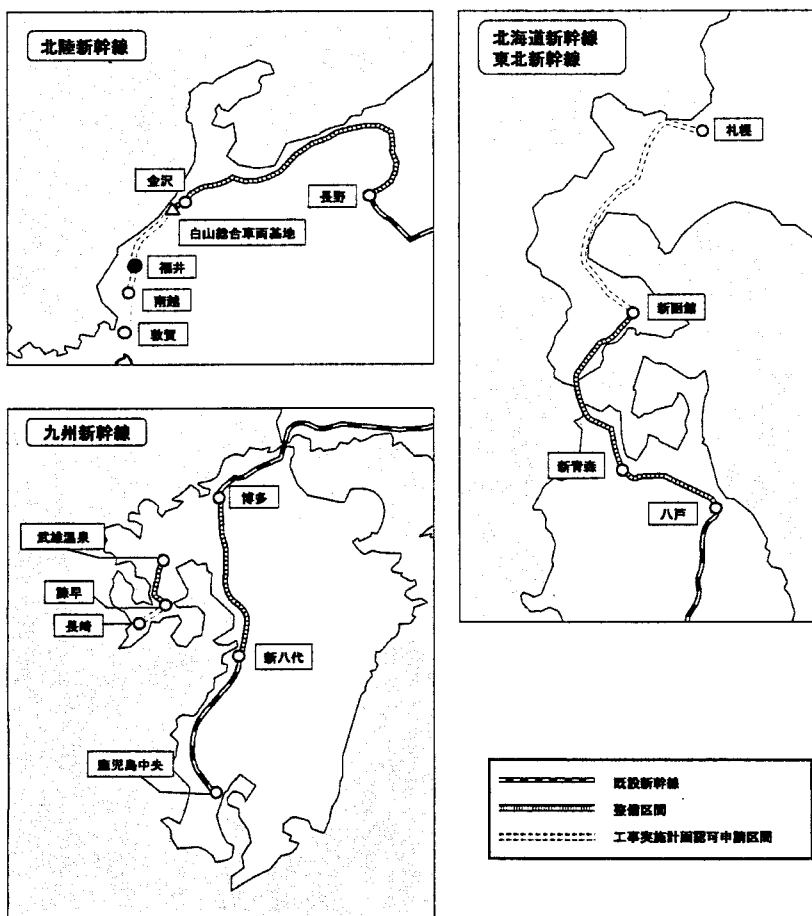 北陸新幹線
金沢
長野
白山総合車両基地
福井
南越
敦賀
北海道新幹線
東北新幹線
札幌
新函館
新青森
八戸
九州新幹線
博多
武雄温泉
諫早
長崎
新八代
鹿児島中央
既設新幹線
整備区間
工事実施計画認可申請区間